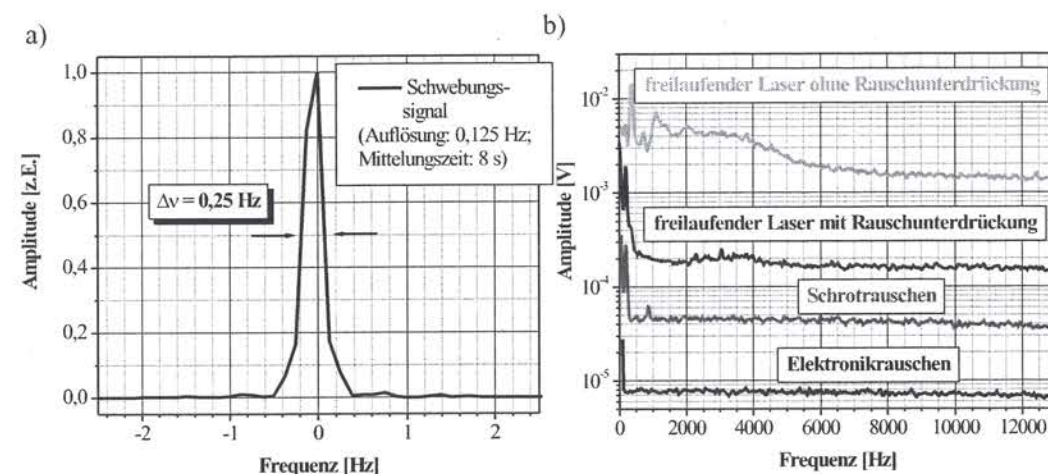 a)
Amplitude [z.E.]
1,0
0,8
0,6
0,4
0,2
0,0
-2
-1
0
1
2
Frequenz [Hz]
Schwebungs-
signal
(Auflösung: 0,125 Hz;
Mittelungszeit: 8 s)
Δν = 0,25 Hz
b)
Amplitude [V]
10⁻²
10⁻³
10⁻⁴
10⁻⁵
0
2000
4000
6000
8000
10000
12000
Frequenz [Hz]
freilaufender Laser ohne Rauschunterdrückung
freilaufender Laser mit Rauschunterdrückung
Schrotrauschen
Elektronikrauschen